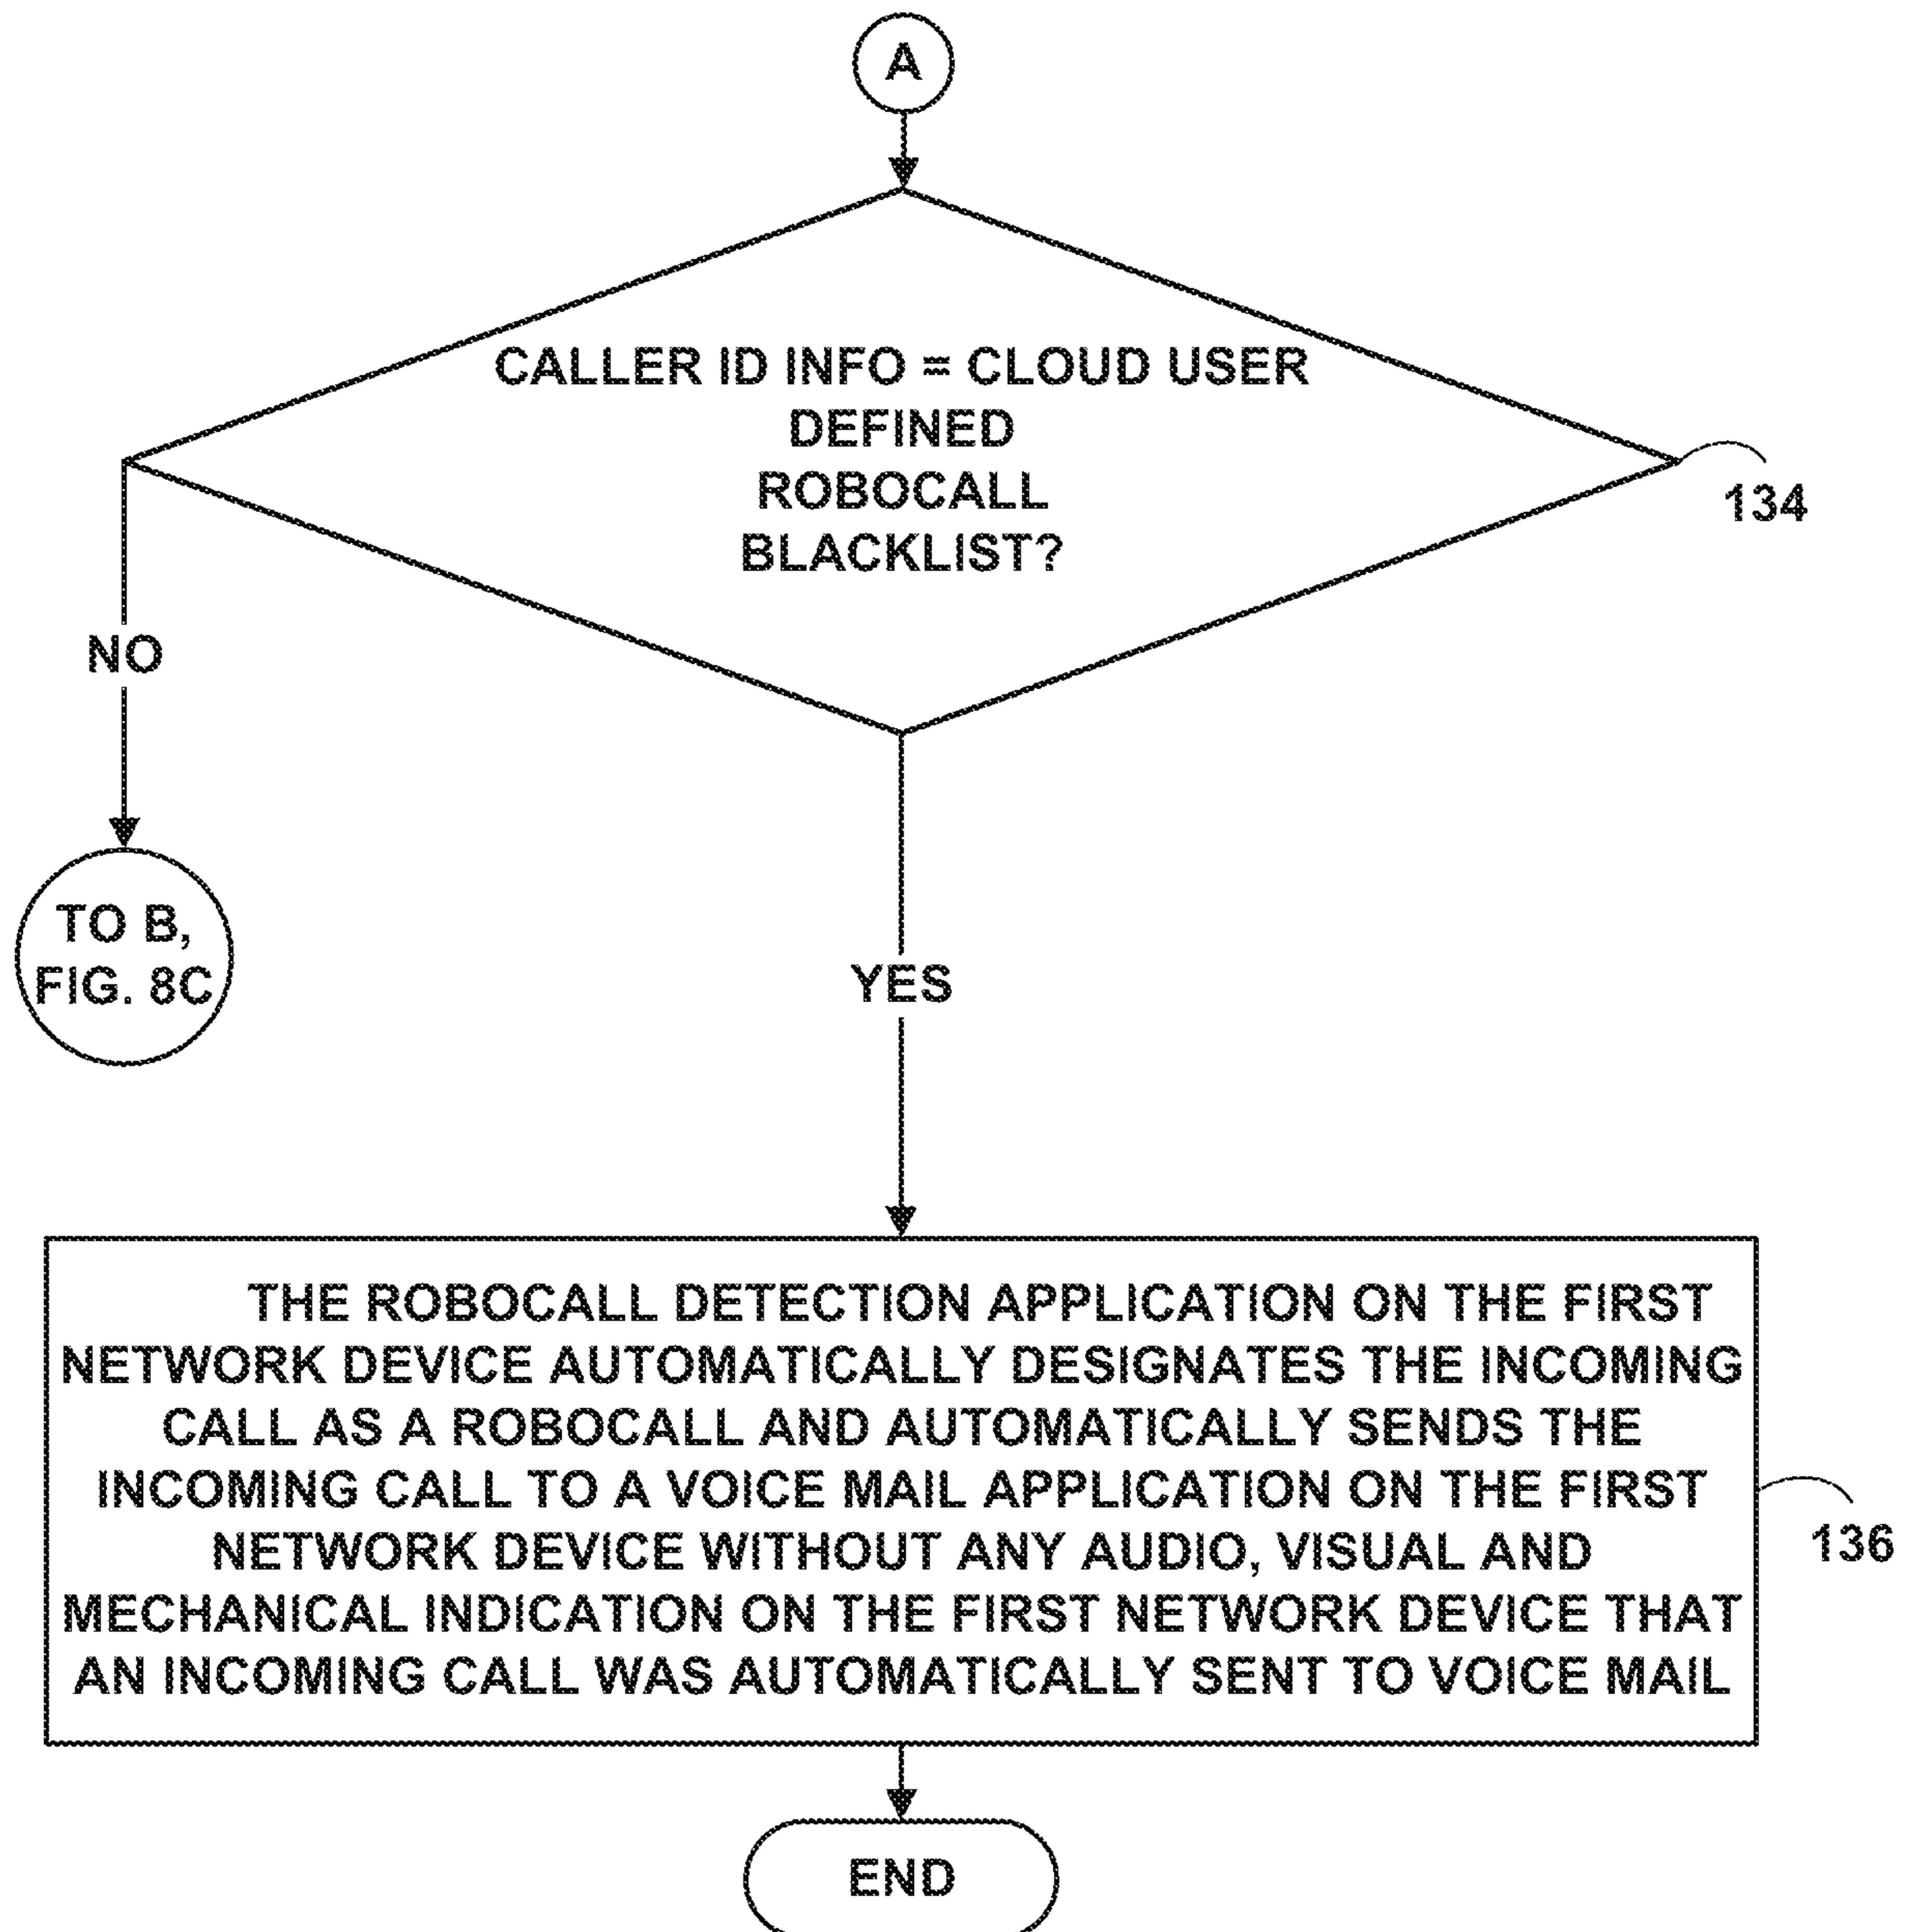 A
CALLER ID INFO = CLOUD USER
DEFINED
ROBOCALL
BLACKLIST?
134
NO
TO B,
FIG. 8C
YES
THE ROBOCALL DETECTION APPLICATION ON THE FIRST
NETWORK DEVICE AUTOMATICALLY DESIGNATES THE INCOMING
CALL AS A ROBOCALL AND AUTOMATICALLY SENDS THE
INCOMING CALL TO A VOICE MAIL APPLICATION ON THE FIRST
NETWORK DEVICE WITHOUT ANY AUDIO, VISUAL AND
MECHANICAL INDICATION ON THE FIRST NETWORK DEVICE THAT
AN INCOMING CALL WAS AUTOMATICALLY SENT TO VOICE MAIL
136
END